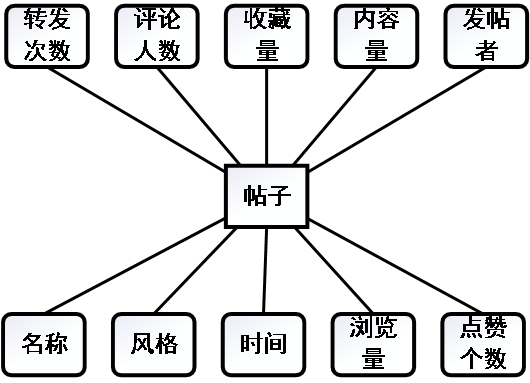 转发
次数
评论
人数
收藏
量
内容
量
发帖
者
帖子
名称
风格
时间
浏览
量
点赞
个数